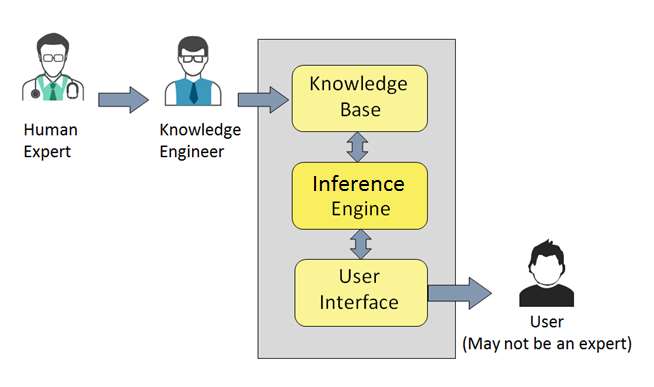 Human
Expert
Knowledge
Engineer
Knowledge
Base
Inference
Engine
User
Interface
User
(May not be an expert)